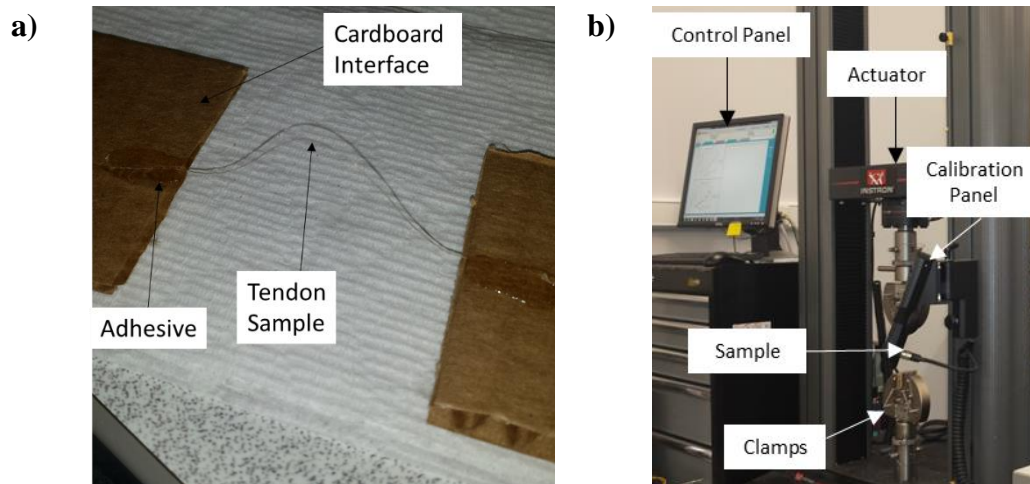 a)
Cardboard
Interface
Adhesive
Tendon
Sample
b)
Control Panel
Actuator
Calibration
Panel
INSTRON
Sample
Clamps